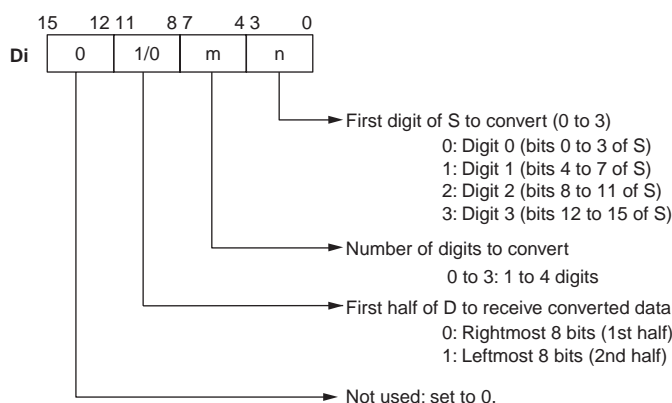 15 12 11 8 7 4 3 0
Di 0 1/0 m n
First digit of S to convert (0 to 3)
0: Digit 0 (bits 0 to 3 of S)
1: Digit 1 (bits 4 to 7 of S)
2: Digit 2 (bits 8 to 11 of S)
3: Digit 3 (bits 12 to 15 of S)
Number of digits to convert
0 to 3: 1 to 4 digits
First half of D to receive converted data
0: Rightmost 8 bits (1st half)
1: Leftmost 8 bits (2nd half)
Not used; set to 0.